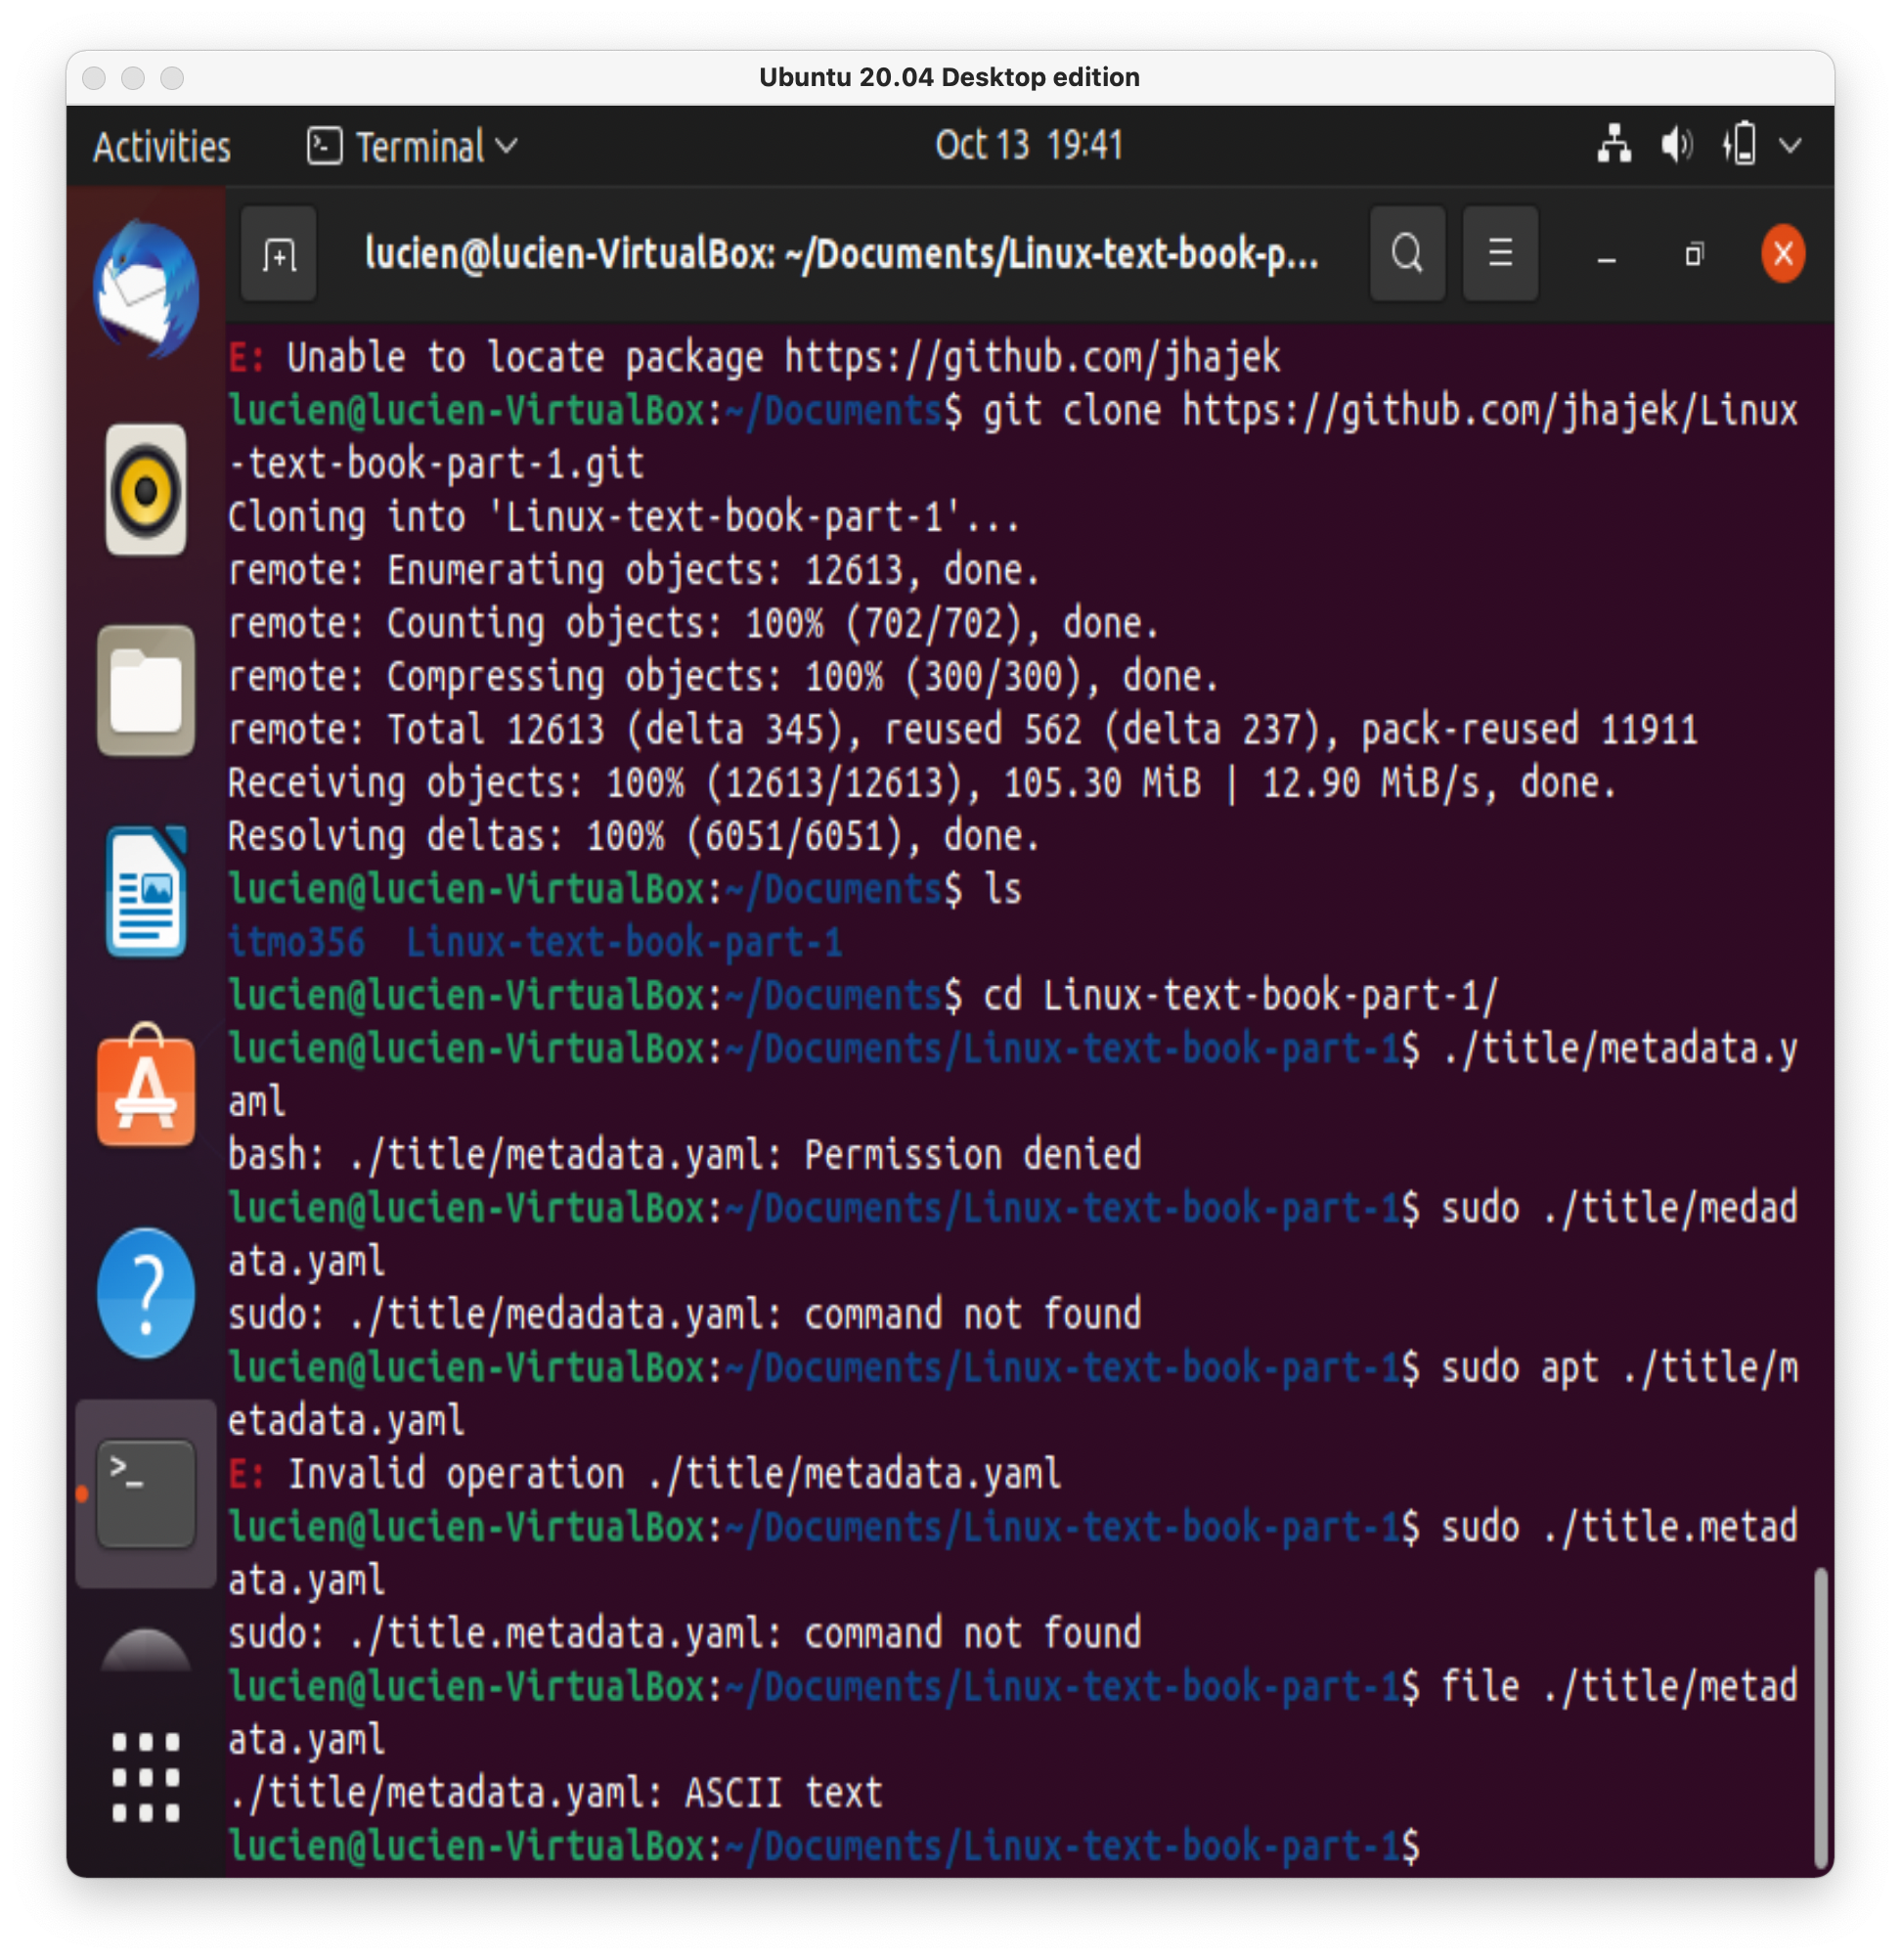 Ubuntu 20.04 Desktop edition
Activities Terminal Oct 13 19:41
lucien@lucien-VirtualBox: ~/Documents/Linux-text-book-p...
E: Unable to locate package https://github.com/jhajek
lucien@lucien-VirtualBox:~/Documents$ git clone https://github.com/jhajek/Linux
-text-book-part-1.git
Cloning into 'Linux-text-book-part-1'...
remote: Enumerating objects: 12613, done.
remote: Counting objects: 100% (702/702), done.
remote: Compressing objects: 100% (300/300), done.
remote: Total 12613 (delta 345), reused 562 (delta 237), pack-reused 11911
Receiving objects: 100% (12613/12613), 105.30 MiB | 12.90 MiB/s, done.
Resolving deltas: 100% (6051/6051), done.
lucien@lucien-VirtualBox:~/Documents$ ls
itmo356  Linux-text-book-part-1
lucien@lucien-VirtualBox:~/Documents$ cd Linux-text-book-part-1/
lucien@lucien-VirtualBox:~/Documents/Linux-text-book-part-1$ ./title/metadata.y
aml
bash: ./title/metadata.yaml: Permission denied
lucien@lucien-VirtualBox:~/Documents/Linux-text-book-part-1$ sudo ./title/medad
ata.yaml
sudo: ./title/medadata.yaml: command not found
lucien@lucien-VirtualBox:~/Documents/Linux-text-book-part-1$ sudo apt ./title/m
etadata.yaml
E: Invalid operation ./title/metadata.yaml
lucien@lucien-VirtualBox:~/Documents/Linux-text-book-part-1$ sudo ./title.metad
ata.yaml
sudo: ./title.metadata.yaml: command not found
lucien@lucien-VirtualBox:~/Documents/Linux-text-book-part-1$ file ./title/metad
ata.yaml
./title/metadata.yaml: ASCII text
lucien@lucien-VirtualBox:~/Documents/Linux-text-book-part-1$